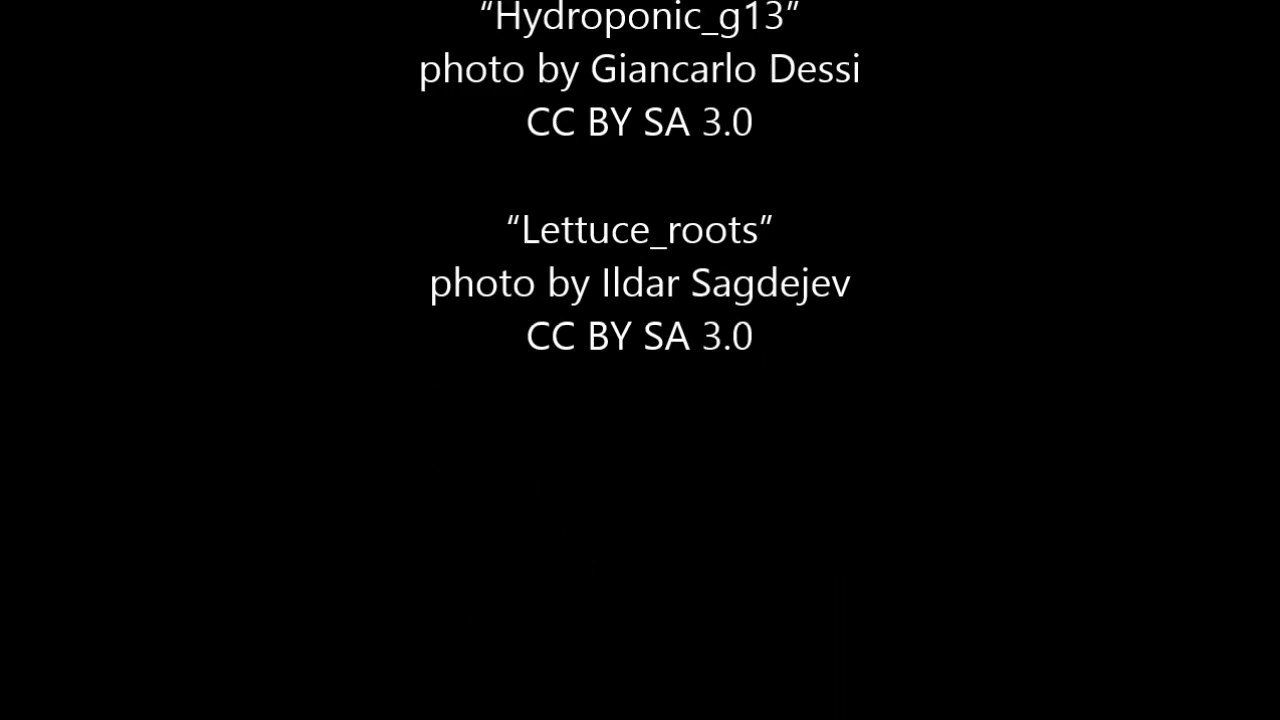 “Hydroponic_g13”
photo by Giancarlo Dessi
CC BY SA 3.0
“Lettuce_roots”
photo by Ildar Sagdejev
CC BY SA 3.0